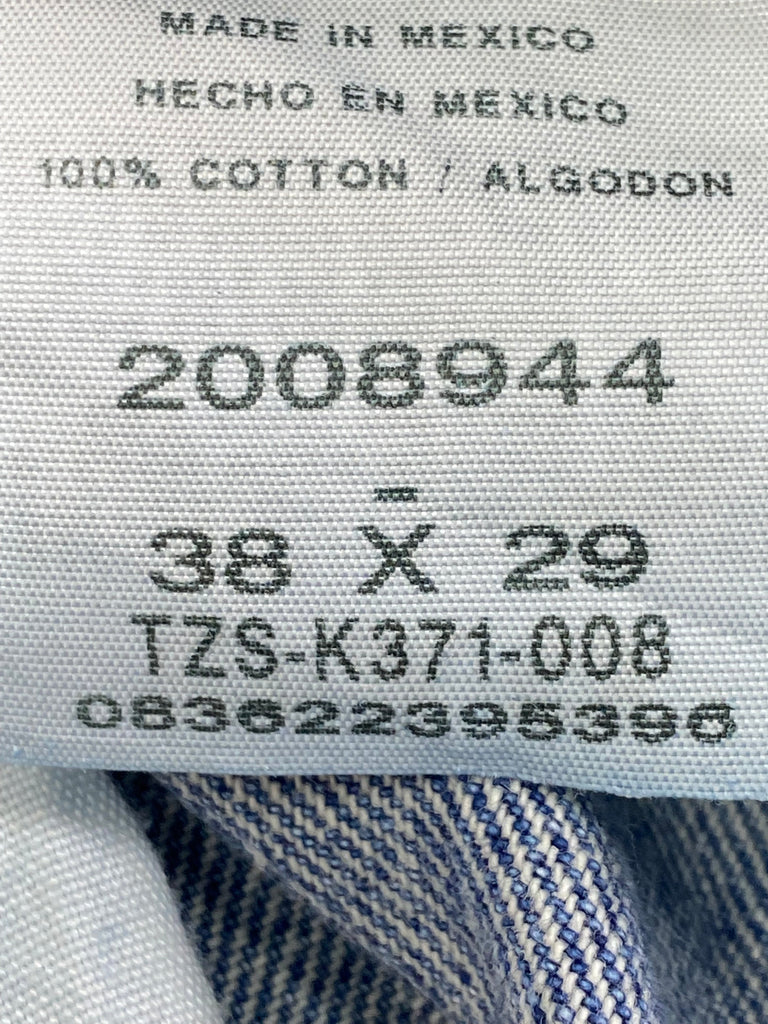 MADE IN MEXICO
HECHO EN MEXICO
100% COTTON / ALGODON
2008944
-
38 X 29
TZS-K371-008
083622395396